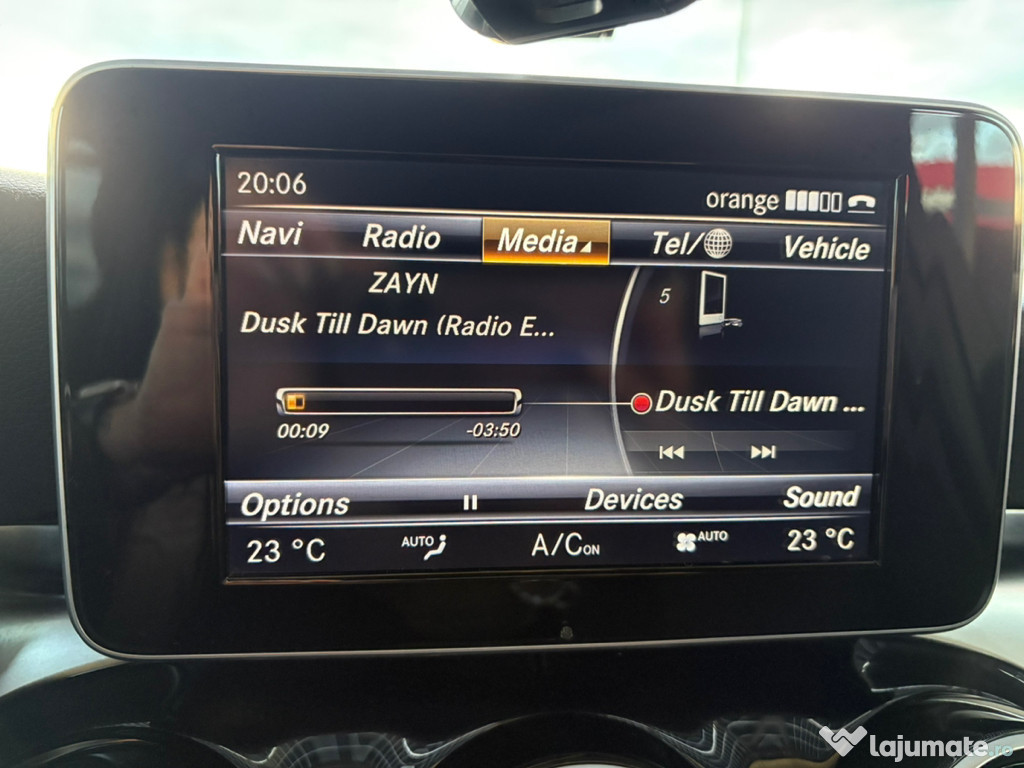 20:06
orange
Navi Radio Media Tel/ Vehicle
ZAYN
5
Dusk Till Dawn (Radio E...
Dusk Till Dawn ...
00:09 -03:50
Options Devices Sound
23 °C AUTO A/C ON AUTO 23 °C
lajumate.ro